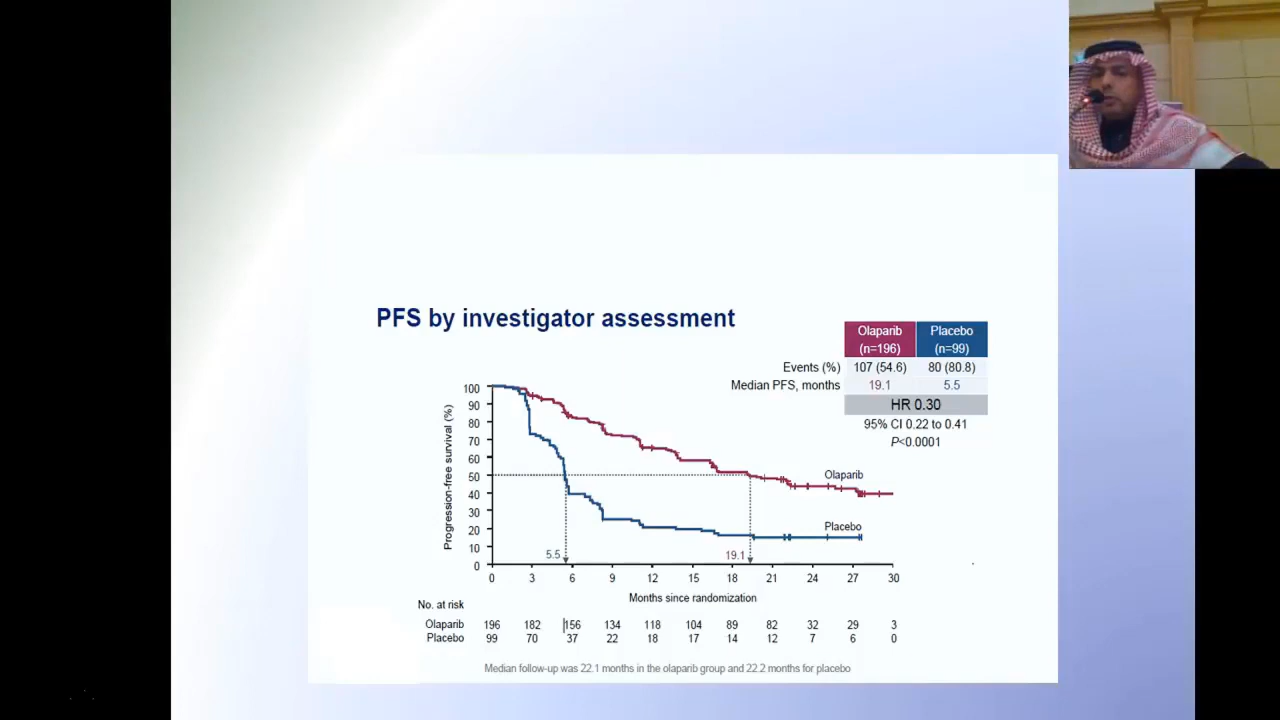 PFS by investigator assessment
Olaparib Placebo
(n=196) (n=99)
Events (%) 107 (54.6) 80 (80.8)
Median PFS, months 19.1 5.5
HR 0.30
95% CI 0.22 to 0.41
P<0.0001
Progression-free survival (%)
100
90
80
70
60
50
40
30
20
10
0
Olaparib
Placebo
5.5
19.1
0 3 6 9 12 15 18 21 24 27 30
Months since randomization
No. at risk
Olaparib 196 182 156 134 118 104 89 82 32 29 3
Placebo 99 70 37 22 18 17 14 12 7 6 0
Median follow-up was 22.1 months in the olaparib group and 22.2 months for placebo